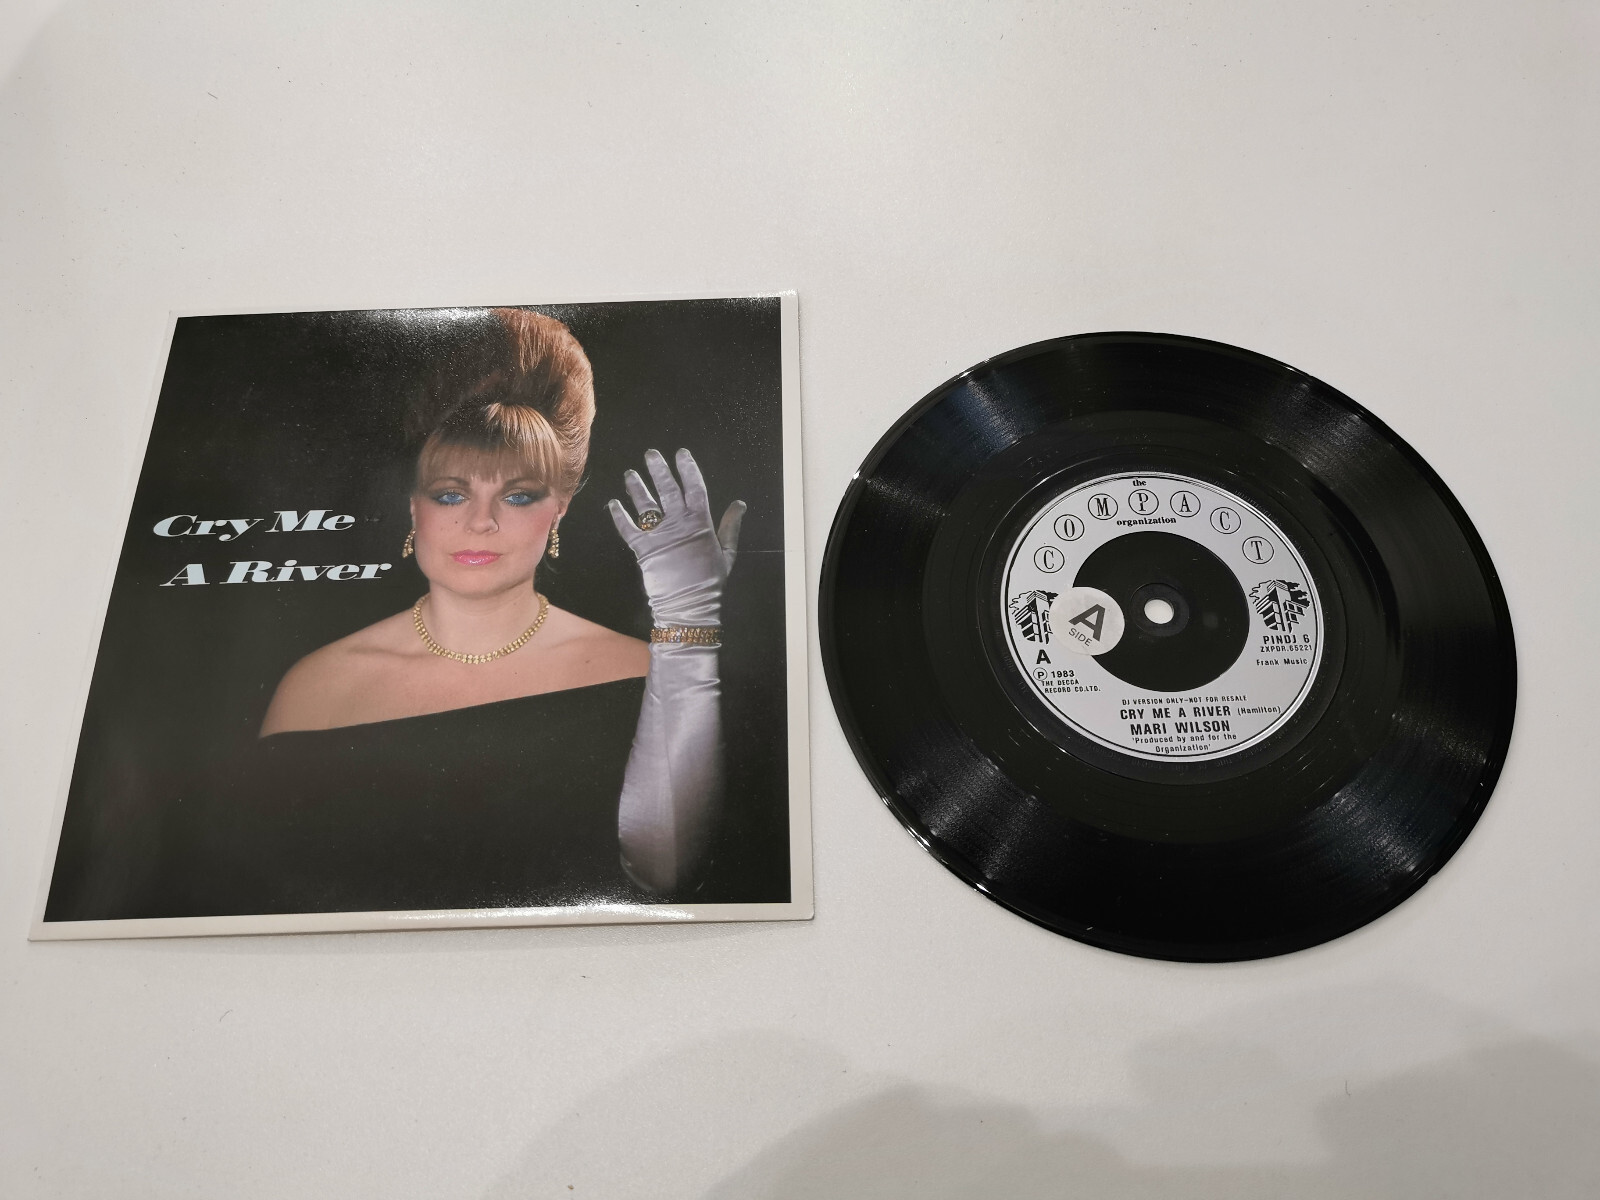 Cry Me
A River
the
COMPACT
organization
A
SIDE
A
PINDJ 6
ZXPDR.65221
Frank Music
℗ 1983
THE DECCA
RECORD CO.LTD.
DJ VERSION ONLY-NOT FOR RESALE
CRY ME A RIVER (Hamilton)
MARI WILSON
'Produced by and for the
Organization'